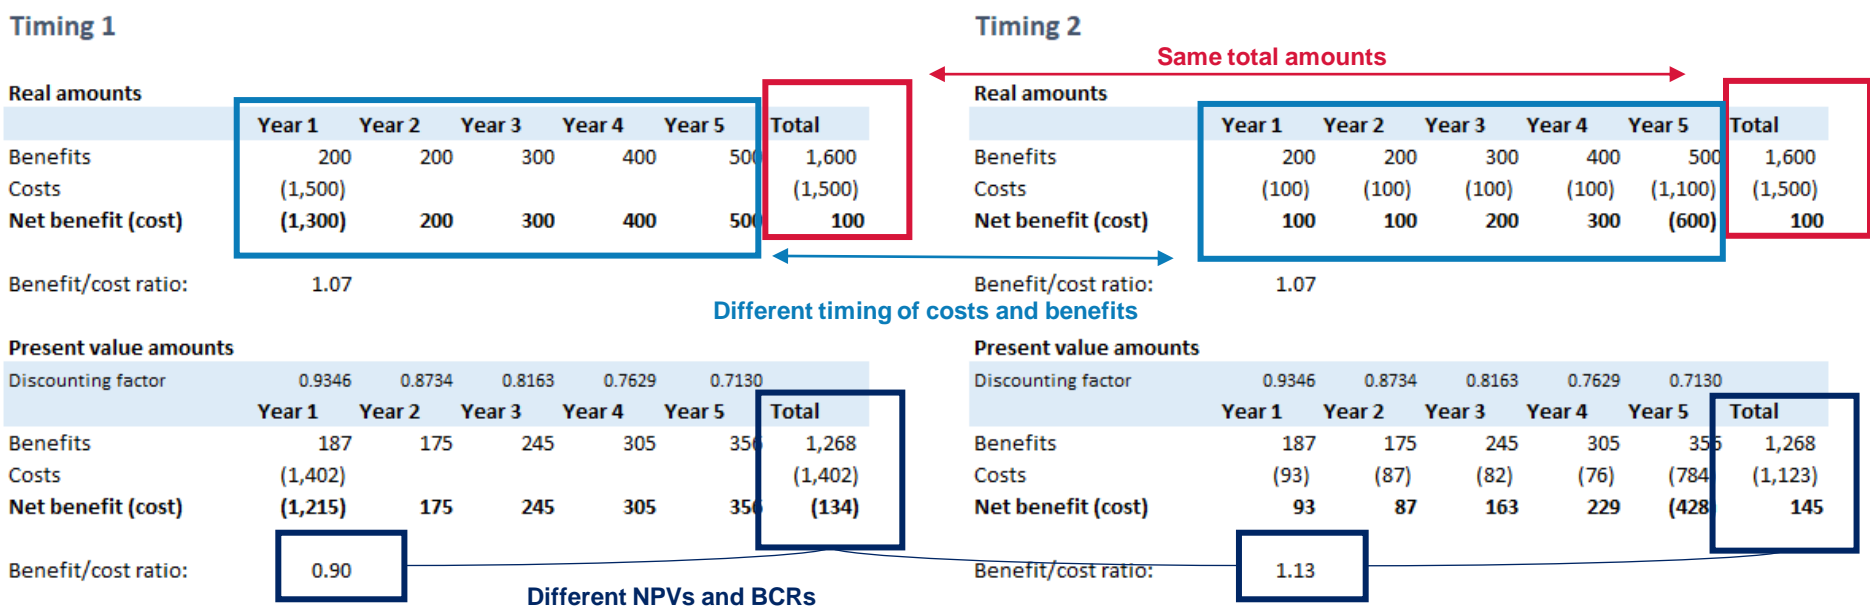 Timing 1
Timing 2
Same total amounts
Real amounts
Real amounts
Year 1 Year 2 Year 3 Year 4 Year 5 Total
Year 1 Year 2 Year 3 Year 4 Year 5 Total
Benefits 200 200 300 400 500 1,600
Benefits 200 200 300 400 500 1,600
Costs (1,500) (1,500)
Costs (100) (100) (100) (100) (1,100) (1,500)
Net benefit (cost) (1,300) 200 300 400 500 100
Net benefit (cost) 100 100 200 300 (600) 100
Benefit/cost ratio: 1.07
Benefit/cost ratio: 1.07
Different timing of costs and benefits
Present value amounts
Present value amounts
Discounting factor 0.9346 0.8734 0.8163 0.7629 0.7130
Discounting factor 0.9346 0.8734 0.8163 0.7629 0.7130
Year 1 Year 2 Year 3 Year 4 Year 5 Total
Year 1 Year 2 Year 3 Year 4 Year 5 Total
Benefits 187 175 245 305 356 1,268
Benefits 187 175 245 305 356 1,268
Costs (1,402) (1,402)
Costs (93) (87) (82) (76) (784) (1,123)
Net benefit (cost) (1,215) 175 245 305 356 (134)
Net benefit (cost) 93 87 163 229 (428) 145
Benefit/cost ratio: 0.90
Benefit/cost ratio: 1.13
Different NPVs and BCRs